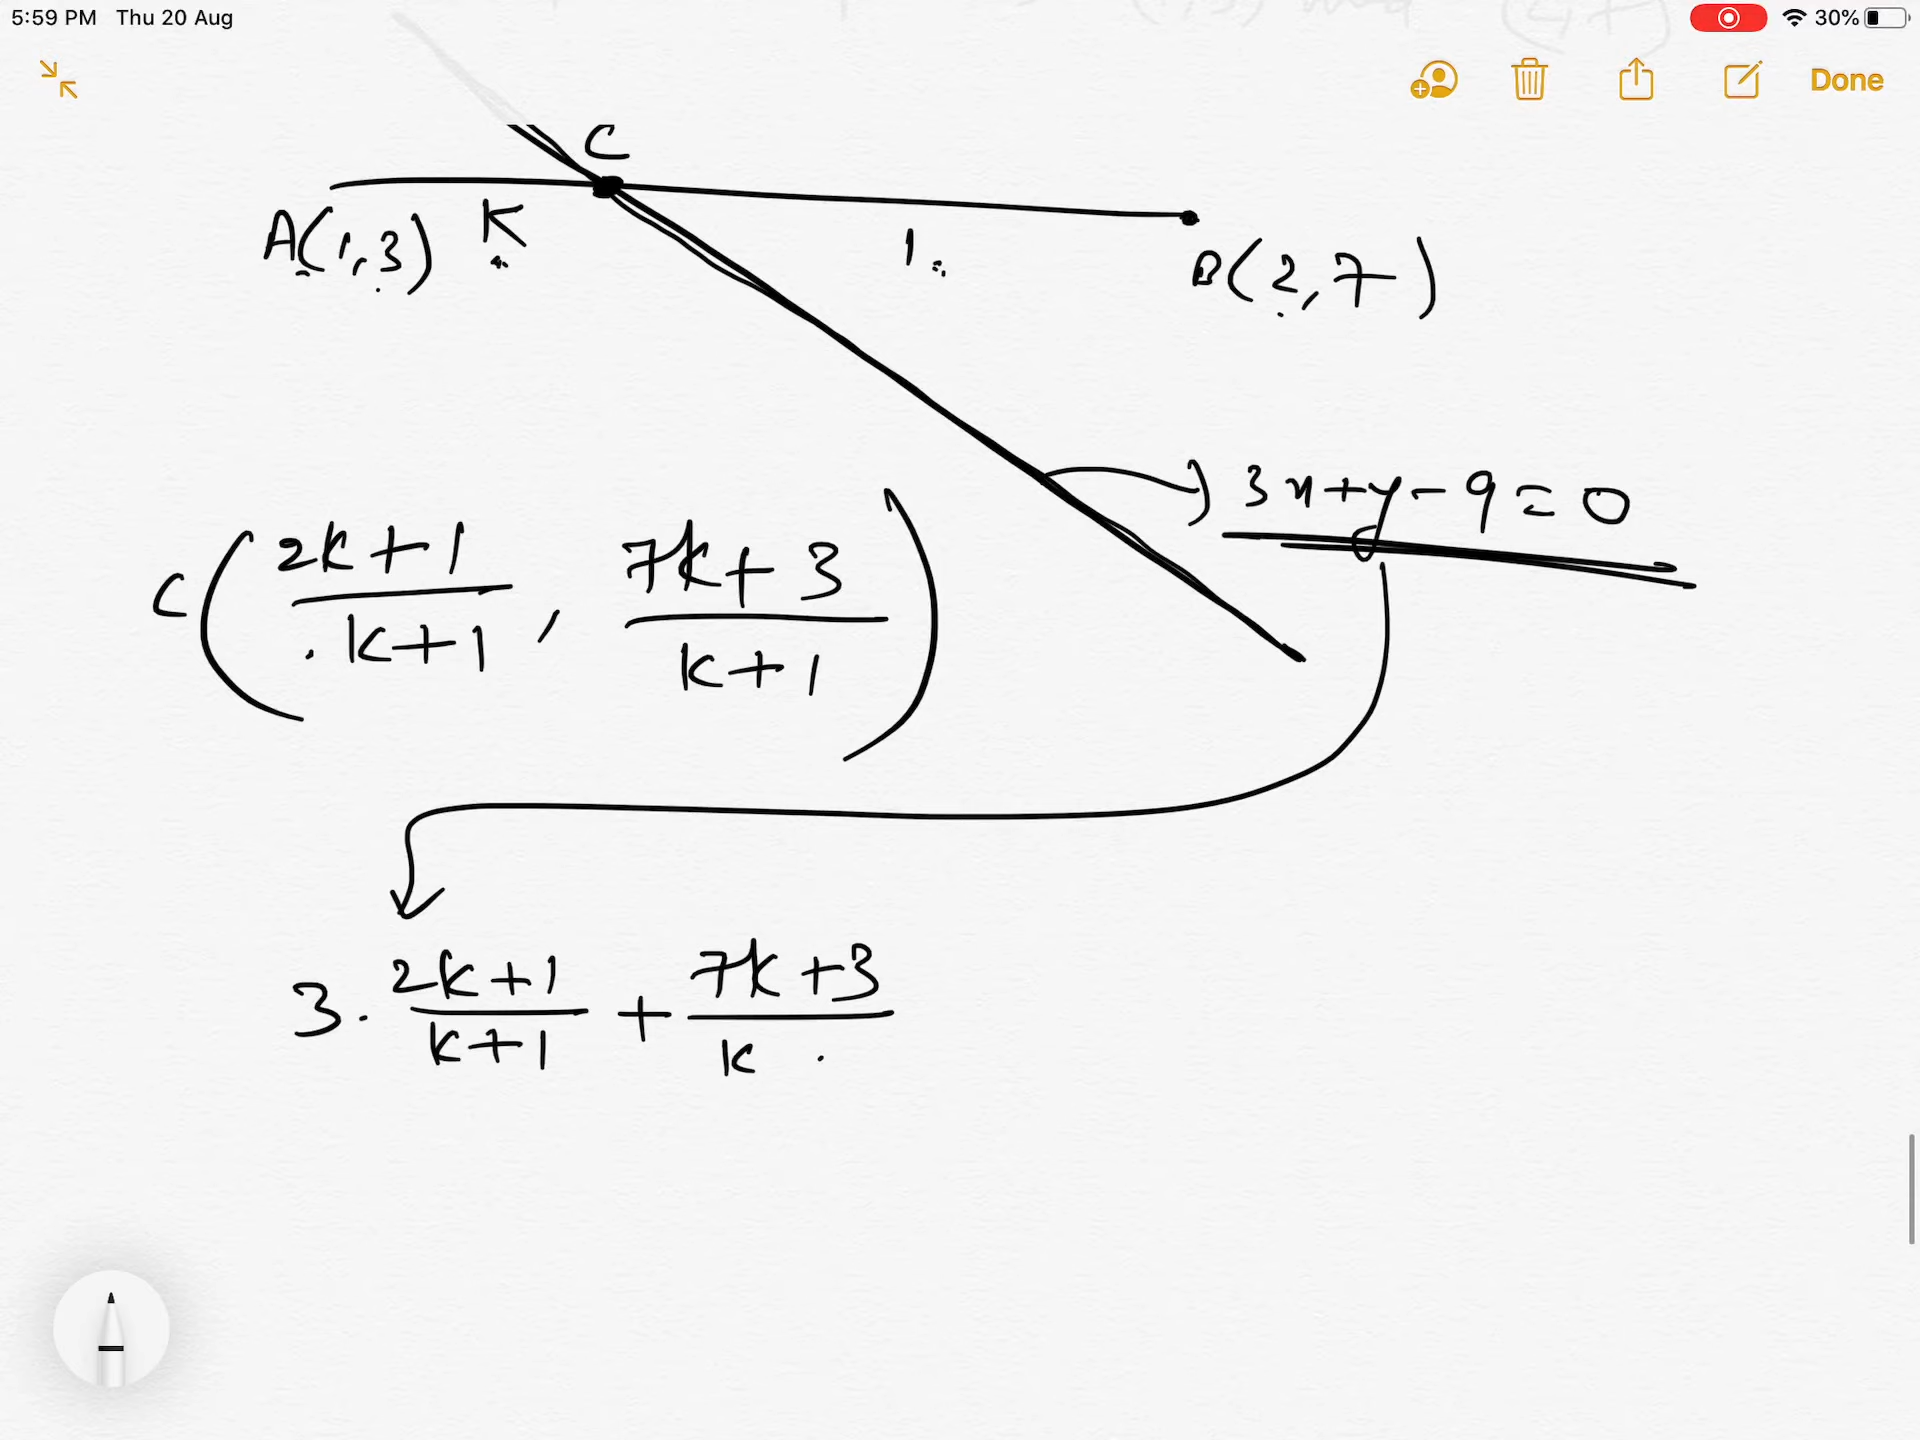 5:59 PM Thu 20 Aug 30%
Done
C
A(1,3) K 1 B(2,7)
3x+y-9=0
C(2k+1/k+1, 7k+3/k+1)
3. 2k+1/k+1 + 7k+3/k